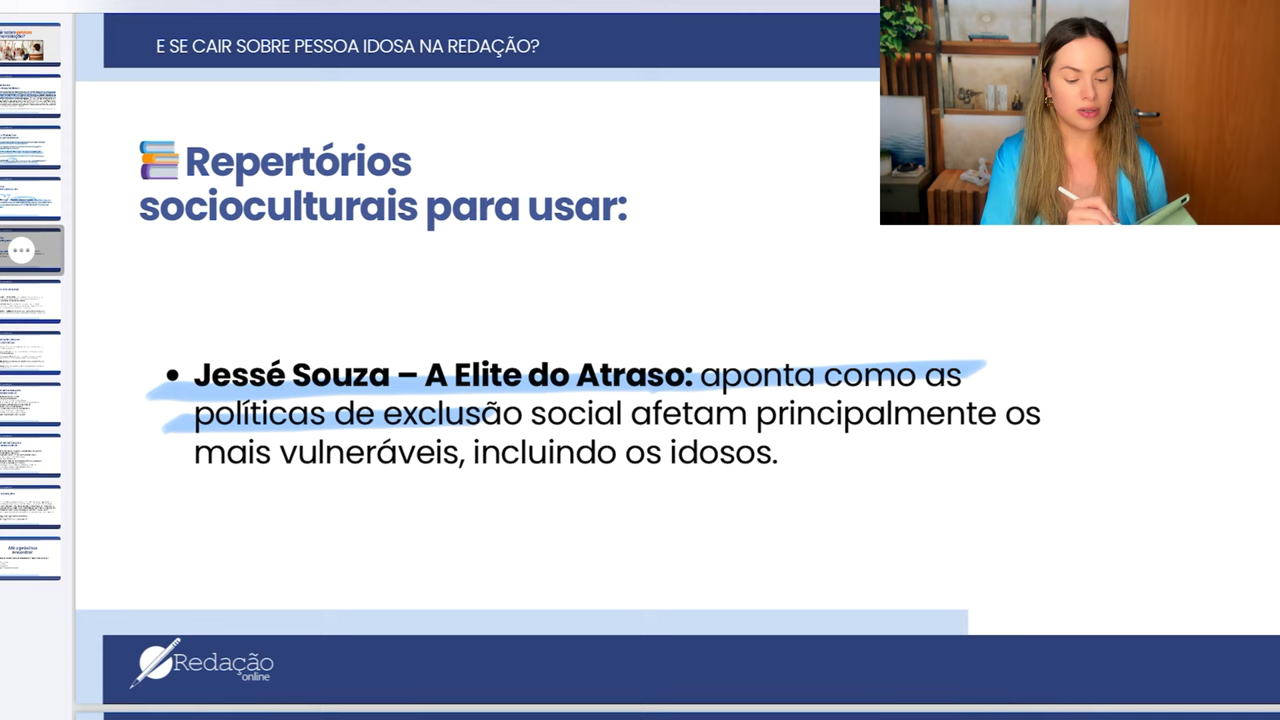 E SE CAIR SOBRE PESSOA IDOSA NA REDAÇÃO?
Repertórios
socioculturais para usar:
• Jessé Souza – A Elite do Atraso: aponta como as
políticas de exclusão social afetam principalmente os
mais vulneráveis, incluindo os idosos.
Redação
online